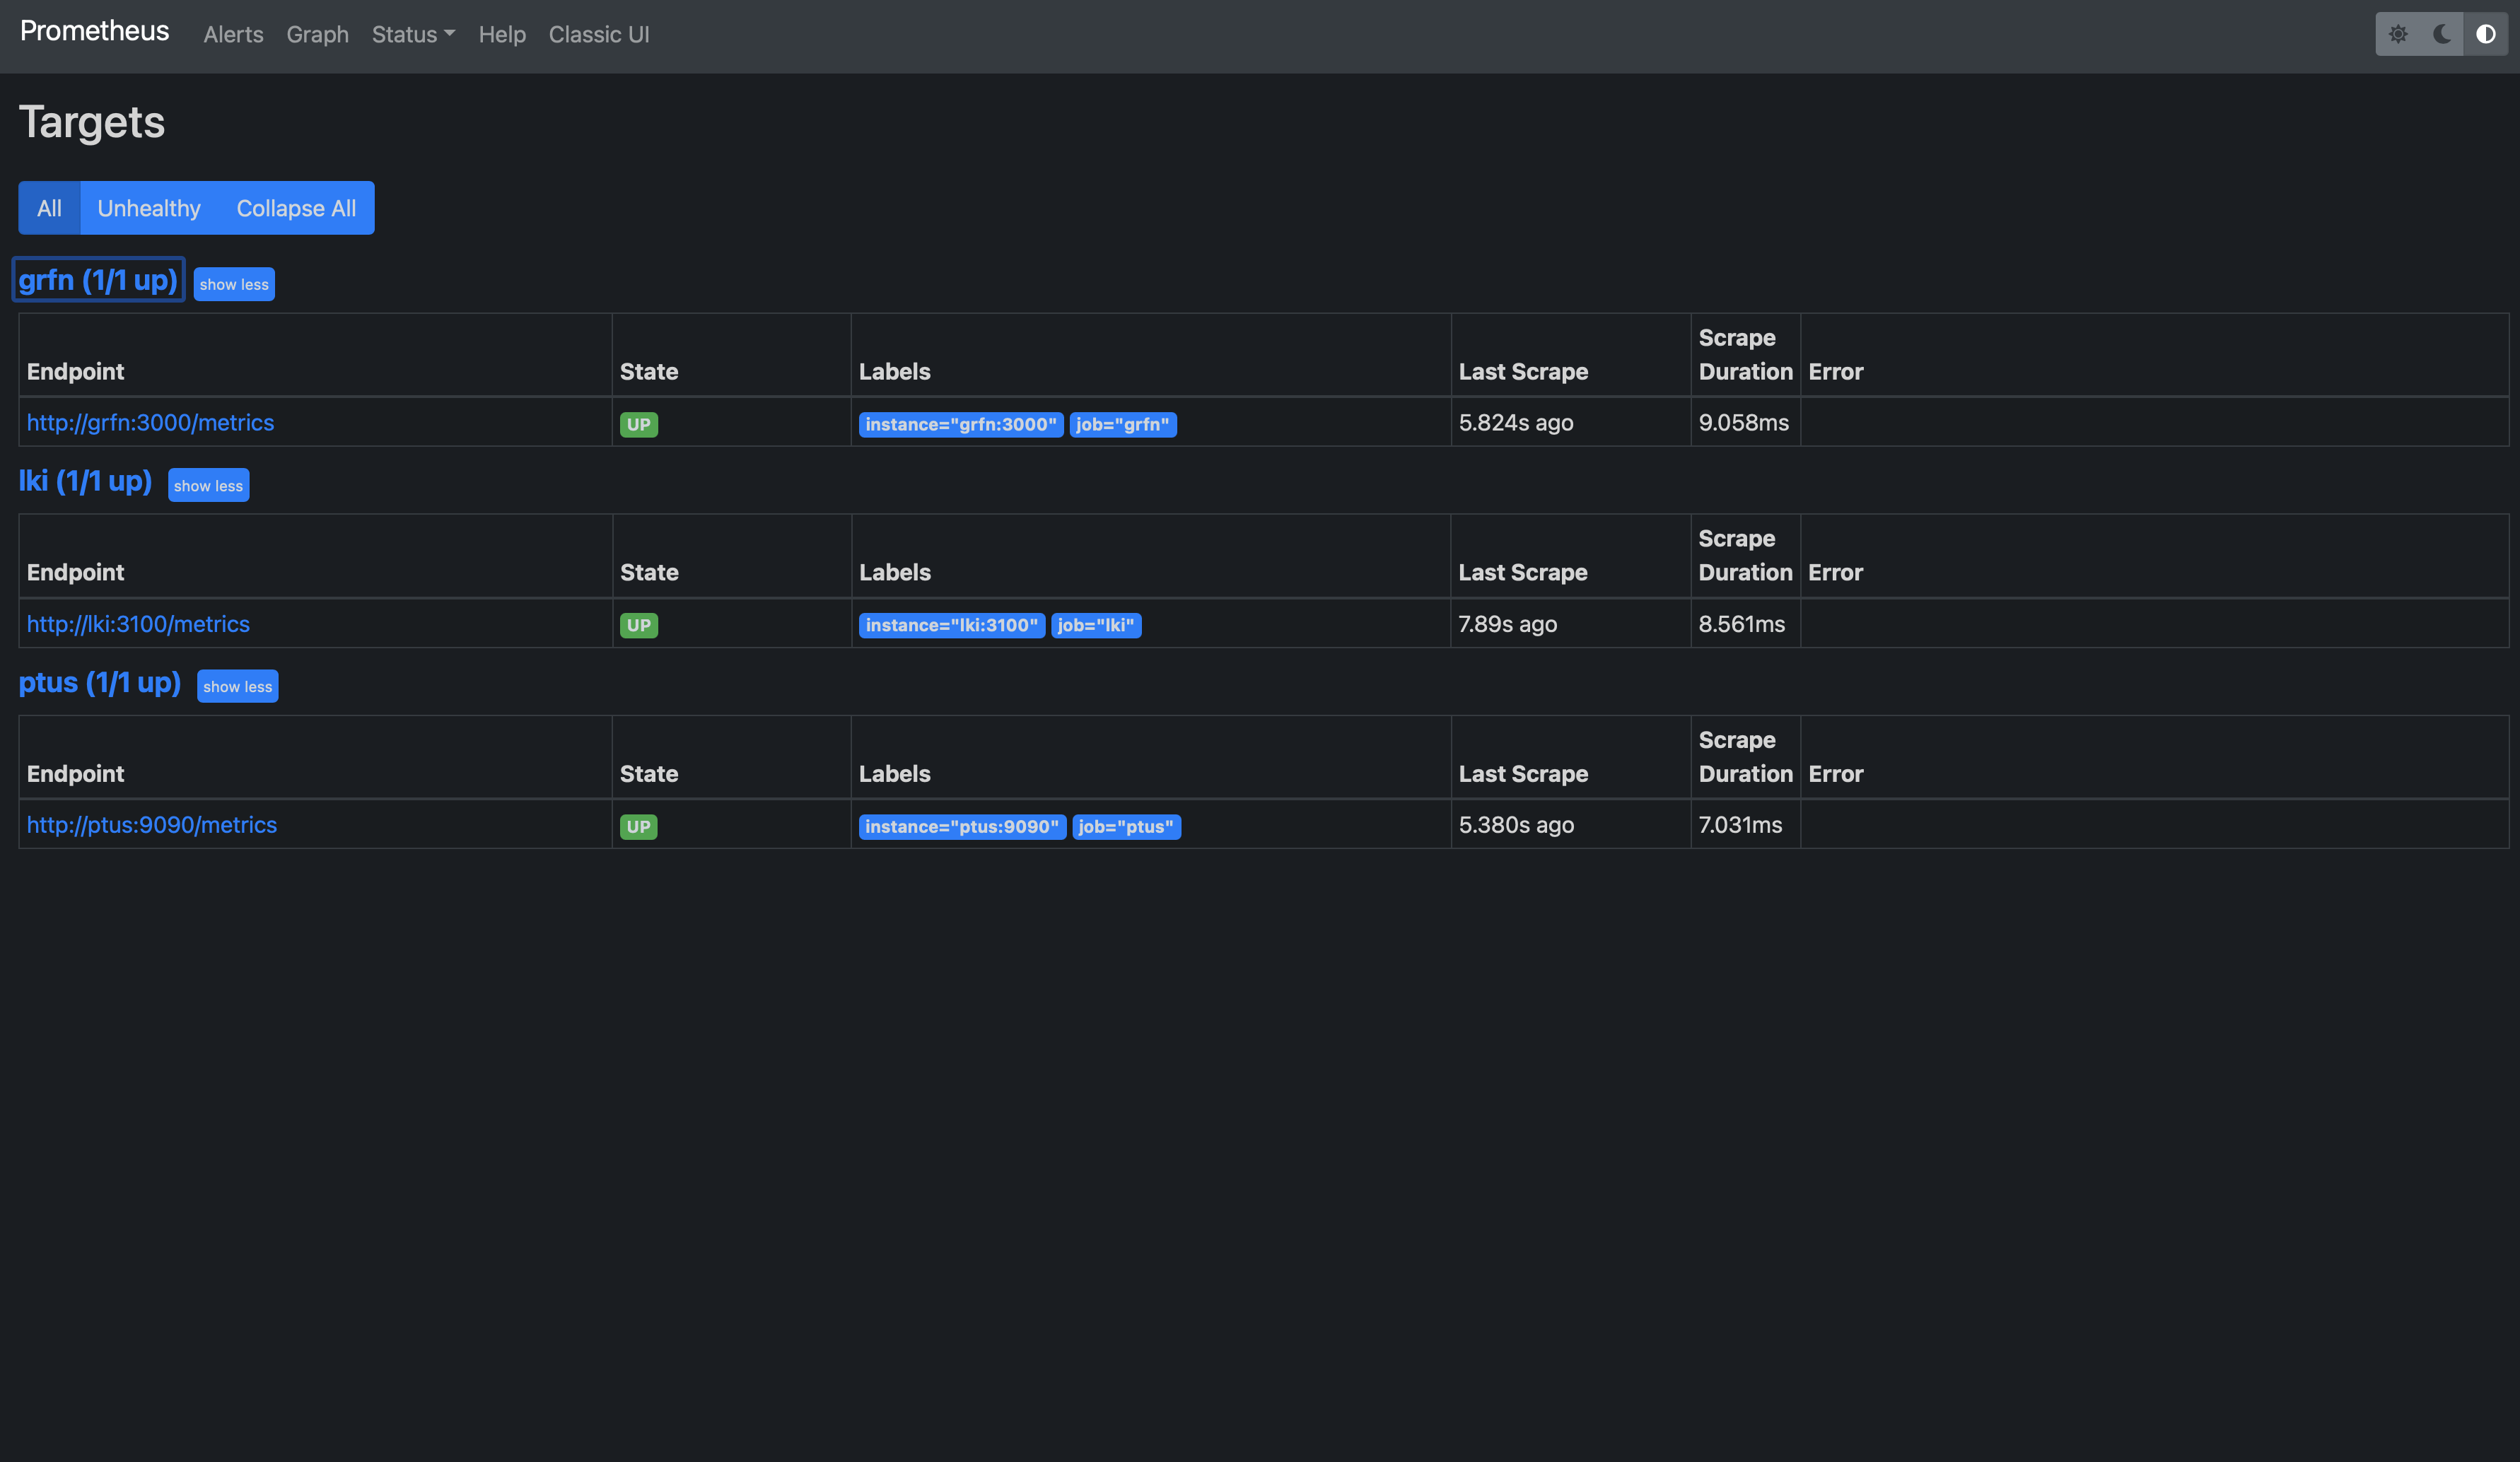 Prometheus Alerts Graph Status Help Classic UI
Targets
All Unhealthy Collapse All
grfn (1/1 up) show less
Endpoint State Labels Last Scrape Scrape Duration Error
http://grfn:3000/metrics UP instance="grfn:3000" job="grfn" 5.824s ago 9.058ms
lki (1/1 up) show less
Endpoint State Labels Last Scrape Scrape Duration Error
http://lki:3100/metrics UP instance="lki:3100" job="lki" 7.89s ago 8.561ms
ptus (1/1 up) show less
Endpoint State Labels Last Scrape Scrape Duration Error
http://ptus:9090/metrics UP instance="ptus:9090" job="ptus" 5.380s ago 7.031ms